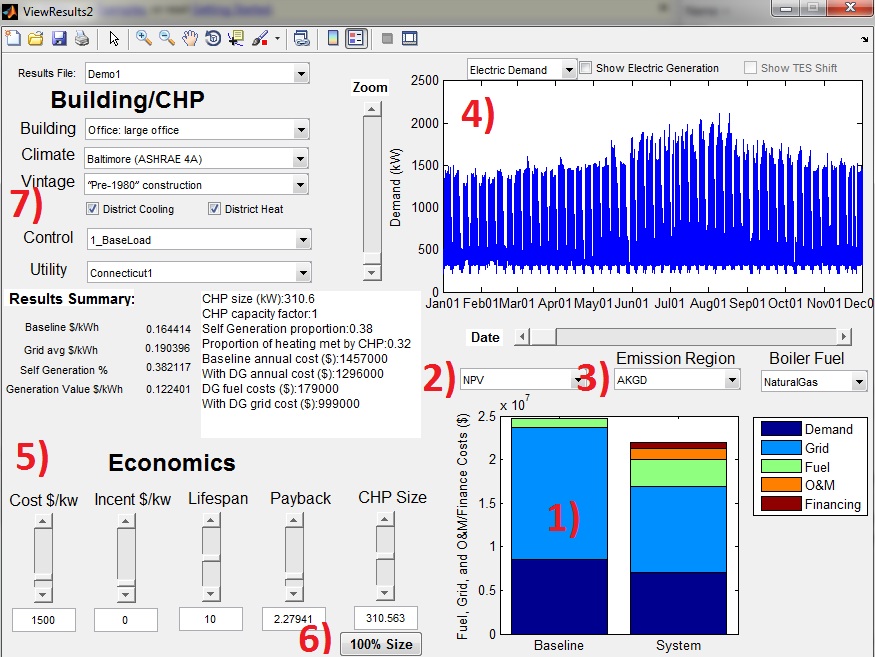 ViewResults2
Results File: Demo1
Building/CHP
Zoom
Building Office: large office
Climate Baltimore (ASHRAE 4A)
Vintage "Pre-1980" construction
7)
District Cooling District Heat
Control 1_BaseLoad
Utility Connecticut1
Electric Demand Show Electric Generation Show TES Shift
4)
Demand (kW)
2500
2000
1500
1000
500
0
Jan01 Feb01 Mar01 Apr01 May01 Jun01 Jul01 Aug01 Sep01 Oct01 Nov01 Dec0
Date
Results Summary:
Baseline $/kWh 0.164414
Grid avg $/kWh 0.190396
Self Generation % 0.382117
Generation Value $/kWh 0.122401
CHP size (kW):310.6
CHP capacity factor:1
Self Generation proportion:0.38
Proportion of heating met by CHP:0.32
Baseline annual cost ($):1457000
With DG annual cost ($):1296000
DG fuel costs ($):179000
With DG grid cost ($):999000
2) NPV
Emission Region
3) AKGD
Boiler Fuel
NaturalGas
5)
Economics
Cost $/kw Incent $/kw Lifespan Payback CHP Size
1500 0 10 2.27941 310.563
6) 100% Size
x 10^7
Fuel, Grid, and O&M/Finance Costs ($)
2.5
2
1.5
1
0.5
0
1)
Baseline System
Demand
Grid
Fuel
O&M
Financing